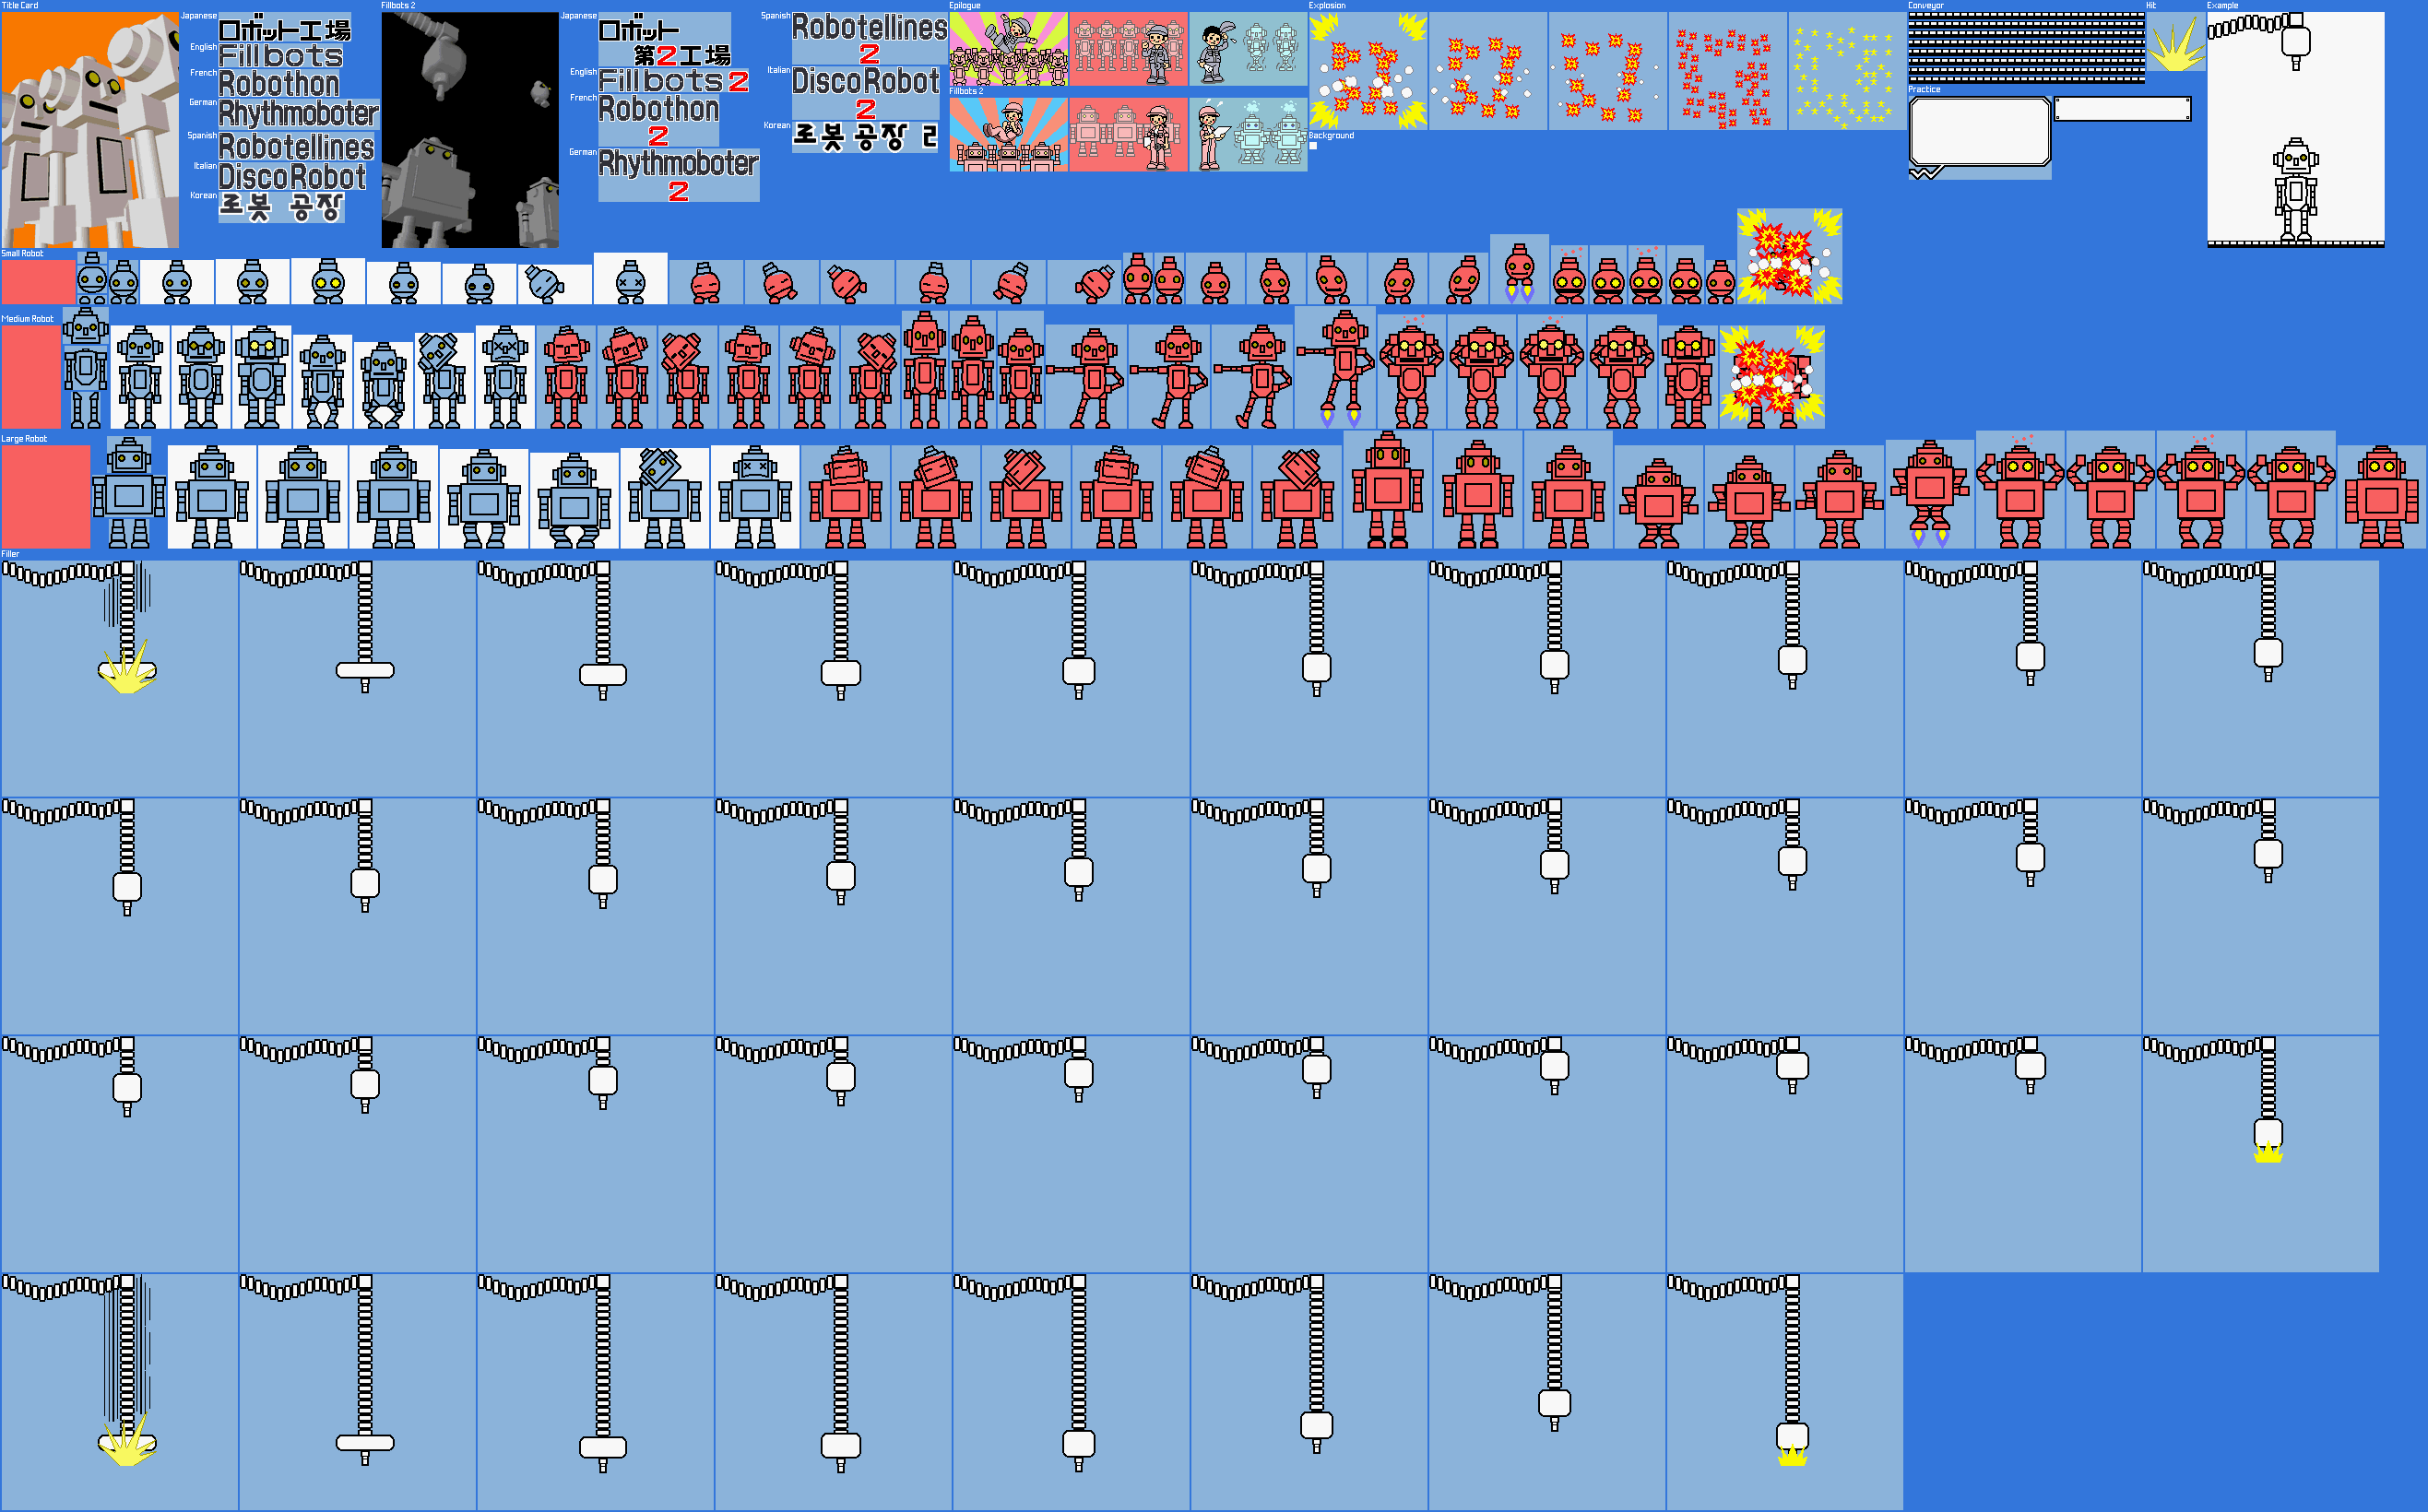 Title Card
Japanese
ロボット工場
English
Fillbots
French
Robothon
German
Rhythmoboter
Spanish
Robotellines
Italian
DiscoRobot
Korean
로봇 공장
Fillbots 2
Japanese
ロボット
第2工場
English
Fillbots 2
French
Robothon
2
German
Rhythmoboter
2
Spanish
Robotellines
2
Italian
DiscoRobot
2
Korean
로봇 공장 2
Epilogue
Fillbots 2
Explosion
Background
Conveyor
Practice
Hit
Example
Small Robot
Medium Robot
Large Robot
Filler